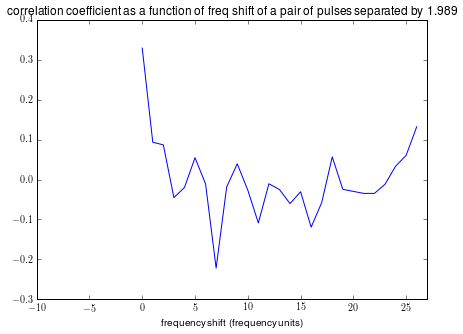 correlation coefficient as a function of freq shift of a pair of pulses separated by 1.989
0.4
0.3
0.2
0.1
0.0
−0.1
−0.2
−0.3
−10 −5 0 5 10 15 20 25
frequency shift (frequency units)